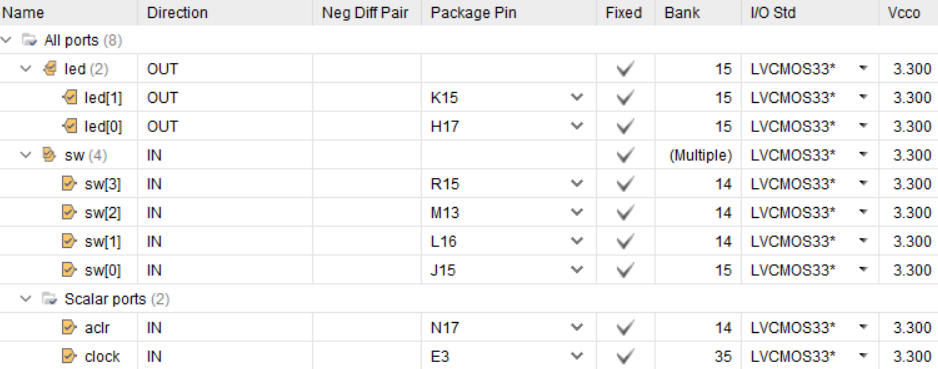 Name Direction Neg Diff Pair Package Pin Fixed Bank I/O Std Vcco
All ports (8)
led (2) OUT 15 LVCMOS33* 3.300
led[1] OUT K15 15 LVCMOS33* 3.300
led[0] OUT H17 15 LVCMOS33* 3.300
sw (4) IN (Multiple) LVCMOS33* 3.300
sw[3] IN R15 14 LVCMOS33* 3.300
sw[2] IN M13 14 LVCMOS33* 3.300
sw[1] IN L16 14 LVCMOS33* 3.300
sw[0] IN J15 15 LVCMOS33* 3.300
Scalar ports (2)
aclr IN N17 14 LVCMOS33* 3.300
clock IN E3 35 LVCMOS33* 3.300